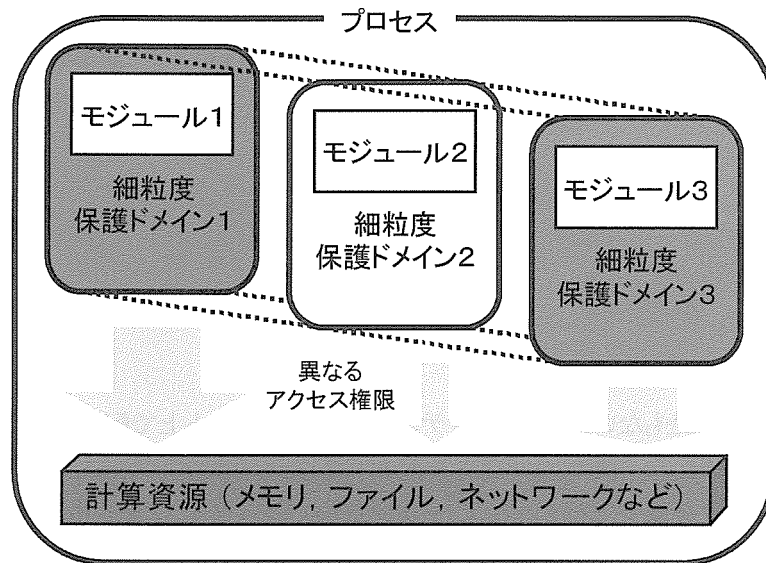 プロセス
モジュール1
細粒度
保護ドメイン1
モジュール2
細粒度
保護ドメイン2
モジュール3
細粒度
保護ドメイン3
異なる
アクセス権限
計算資源(メモリ, ファイル, ネットワークなど)